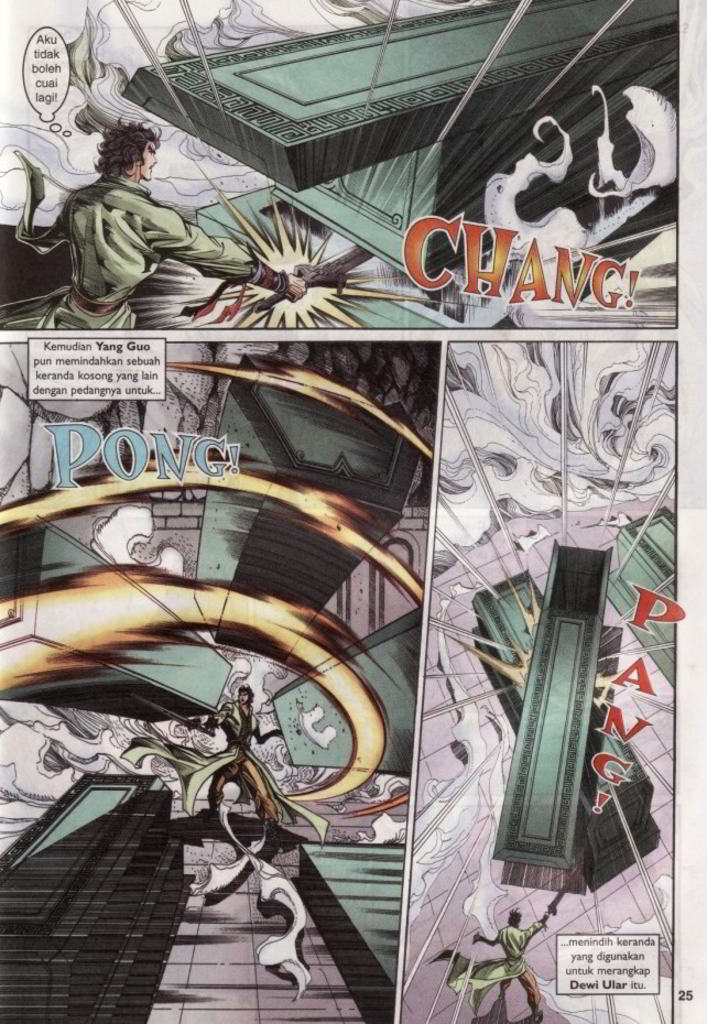 Aku
tidak
boleh
cuai
lagi!
CHANG!
Kemudian Yang Guo
pun memindahkan sebuah
keranda kosong yang lain
dengan pedangnya untuk...
PONG!
PANG!
...menindih keranda
yang digunakan
untuk merangkap
Dewi Ular itu.
25